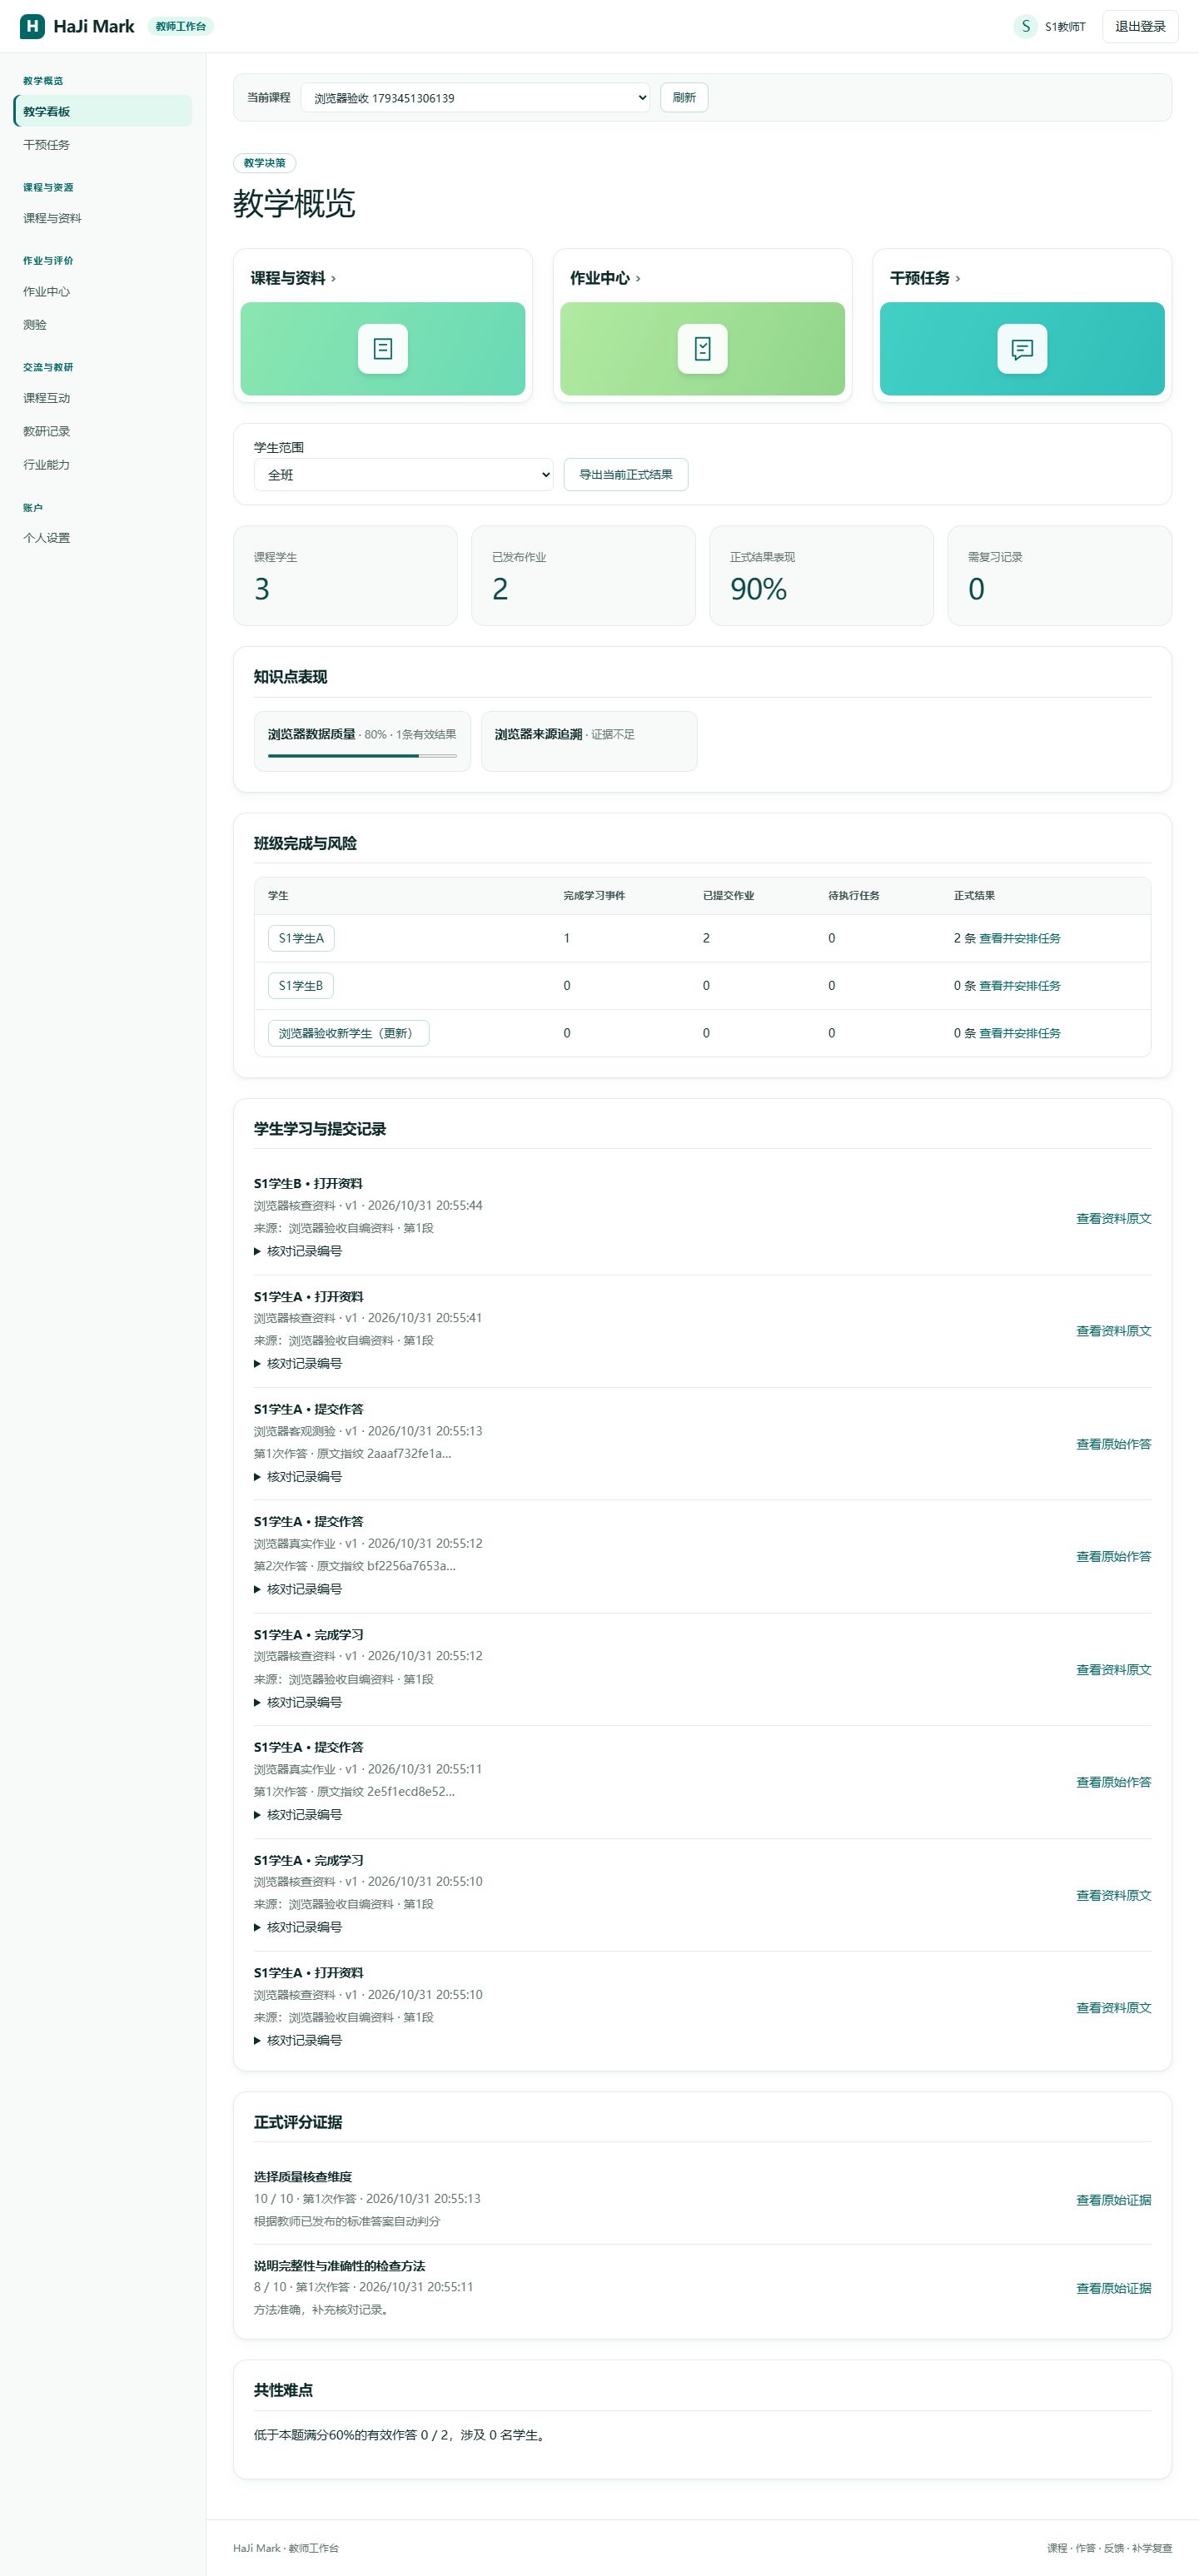 H HaJi Mark 教师工作台
S S1教师T 退出登录
教学概览
教学看板
干预任务
课程与资源
课程与资料
作业与评价
作业中心
测验
交流与教研
课程互动
教研记录
行业能力
账户
个人设置
当前课程 浏览器验收 1793451306139 刷新
教学决策
教学概览
课程与资料 ›
作业中心 ›
干预任务 ›
学生范围
全班 导出当前正式结果
课程学生
3
已发布作业
2
正式结果表现
90%
需复习记录
0
知识点表现
浏览器数据质量 · 80% · 1条有效结果
浏览器来源追溯 · 证据不足
班级完成与风险
学生 完成学习事件 已提交作业 待执行任务 正式结果
S1学生A 1 2 0 2 条 查看并安排任务
S1学生B 0 0 0 0 条 查看并安排任务
浏览器验收新学生（更新） 0 0 0 0 条 查看并安排任务
学生学习与提交记录
S1学生B • 打开资料
浏览器核查资料 · v1 · 2026/10/31 20:55:44
来源：浏览器验收自编资料 · 第1段
▶ 核对记录编号
查看资料原文
S1学生A • 打开资料
浏览器核查资料 · v1 · 2026/10/31 20:55:41
来源：浏览器验收自编资料 · 第1段
▶ 核对记录编号
查看资料原文
S1学生A • 提交作答
浏览器客观测验 · v1 · 2026/10/31 20:55:13
第1次作答 · 原文指纹 2aaaf732fe1a…
▶ 核对记录编号
查看原始作答
S1学生A • 提交作答
浏览器真实作业 · v1 · 2026/10/31 20:55:12
第2次作答 · 原文指纹 bf2256a7653a…
▶ 核对记录编号
查看原始作答
S1学生A • 完成学习
浏览器核查资料 · v1 · 2026/10/31 20:55:12
来源：浏览器验收自编资料 · 第1段
▶ 核对记录编号
查看资料原文
S1学生A • 提交作答
浏览器真实作业 · v1 · 2026/10/31 20:55:11
第1次作答 · 原文指纹 2e5f1ecd8e52…
▶ 核对记录编号
查看原始作答
S1学生A • 完成学习
浏览器核查资料 · v1 · 2026/10/31 20:55:10
来源：浏览器验收自编资料 · 第1段
▶ 核对记录编号
查看资料原文
S1学生A • 打开资料
浏览器核查资料 · v1 · 2026/10/31 20:55:10
来源：浏览器验收自编资料 · 第1段
▶ 核对记录编号
查看资料原文
正式评分证据
选择质量核查维度
10 / 10 · 第1次作答 · 2026/10/31 20:55:13
根据教师已发布的标准答案自动判分
查看原始证据
说明完整性与准确性的检查方法
8 / 10 · 第1次作答 · 2026/10/31 20:55:11
方法准确，补充核对记录。
查看原始证据
共性难点
低于本题满分60%的有效作答 0 / 2，涉及 0 名学生。
HaJi Mark · 教师工作台
课程 · 作答 · 反馈 · 补学复查